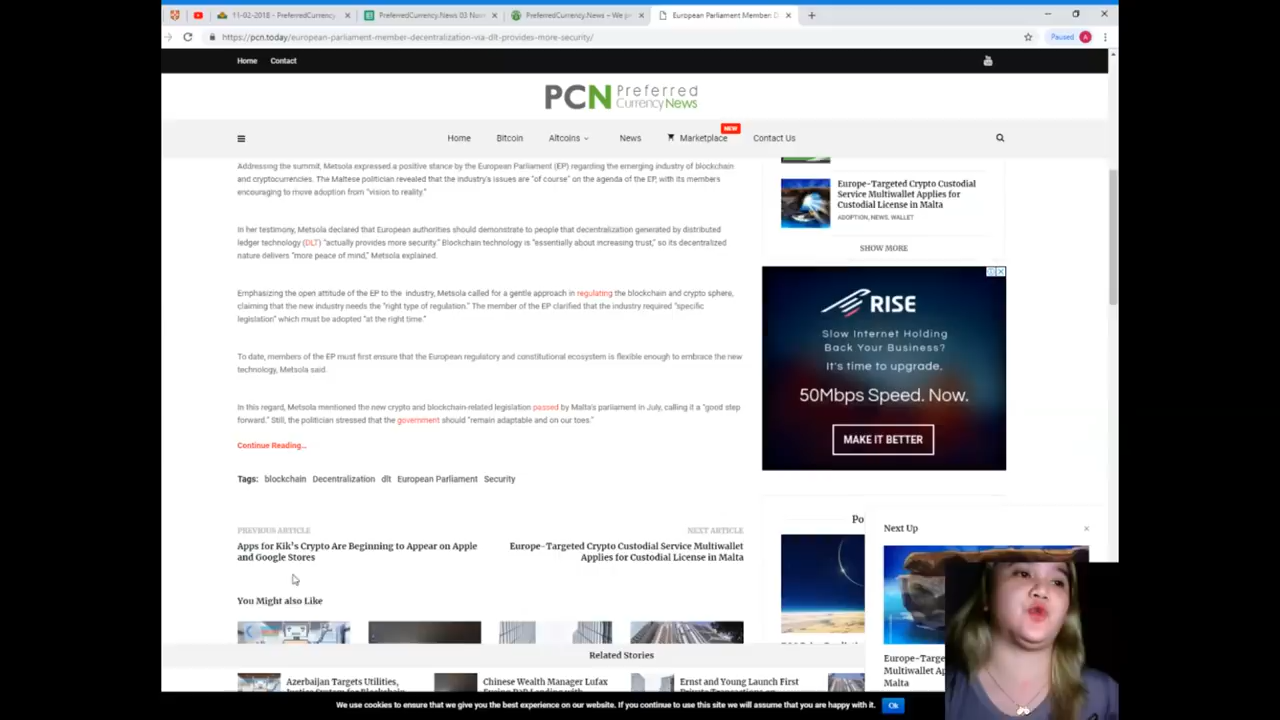 11-02-2018 - PreferredCurrency
PreferredCurrency.News 03 Nov
PreferredCurrency.News – We pr
European Parliament Member: D
https://pcn.today/european-parliament-member-decentralization-via-dlt-provides-more-security/
Paused
A
Home
Contact
PCN Preferred
CurrencyNews
Home
Bitcoin
Altcoins
News
Marketplace
NEW
Contact Us
Addressing the summit, Metsola expressed a positive stance by the European Parliament (EP) regarding the emerging industry of blockchain
and cryptocurrencies. The Maltese politician revealed that the industry's issues are "of course" on the agenda of the EP, with its members
encouraging to move adoption from "vision to reality."
In her testimony, Metsola declared that European authorities should demonstrate to people that decentralization generated by distributed
ledger technology (DLT) "actually provides more security." Blockchain technology is "essentially about increasing trust," so its decentralized
nature delivers "more peace of mind," Metsola explained.
Emphasizing the open attitude of the EP to the industry, Metsola called for a gentle approach in regulating the blockchain and crypto sphere,
claiming that the new industry needs the "right type of regulation." The member of the EP clarified that the industry required "specific
legislation" which must be adopted "at the right time."
To date, members of the EP must first ensure that the European regulatory and constitutional ecosystem is flexible enough to embrace the new
technology, Metsola said.
In this regard, Metsola mentioned the new crypto and blockchain-related legislation passed by Malta's parliament in July, calling it a "good step
forward." Still, the politician stressed that the government should "remain adaptable and on our toes."
Continue Reading...
Tags: blockchain Decentralization dlt European Parliament Security
PREVIOUS ARTICLE
Apps for Kik's Crypto Are Beginning to Appear on Apple
and Google Stores
NEXT ARTICLE
Europe-Targeted Crypto Custodial Service Multiwallet
Applies for Custodial License in Malta
You Might also Like
Europe-Targeted Crypto Custodial
Service Multiwallet Applies for
Custodial License in Malta
ADOPTION, NEWS, WALLET
SHOW MORE
RISE
Slow Internet Holding
Back Your Business?
It's time to upgrade.
50Mbps Speed. Now.
MAKE IT BETTER
Po
Next Up
Europe-Targe
Multiwallet Ap
Malta
Related Stories
Azerbaijan Targets Utilities,
Chinese Wealth Manager Lufax
Ernst and Young Launch First
We use cookies to ensure that we give you the best experience on our website. If you continue to use this site we will assume that you are happy with it.
Ok